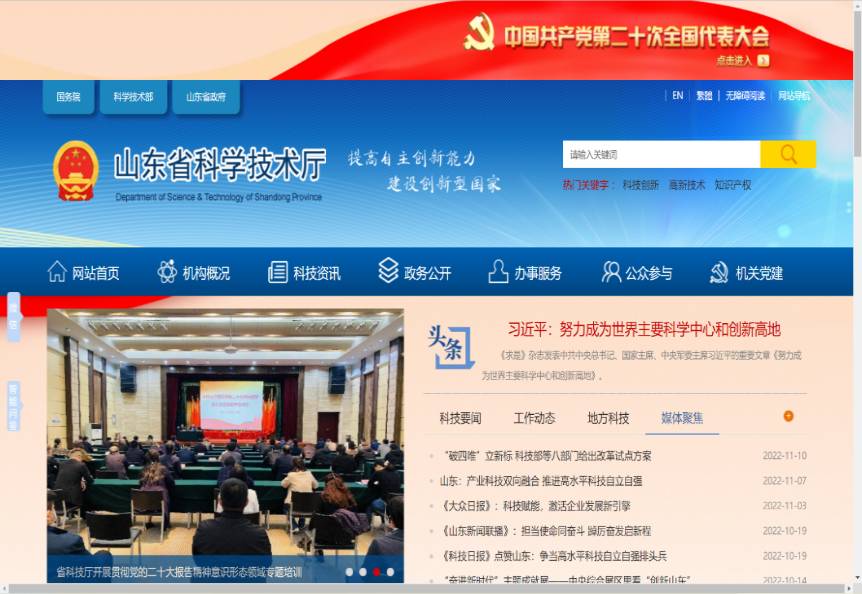 中国共产党第二十次全国代表大会
点击进入
国务院 科学技术部 山东省政府
EN 繁體 无障碍阅读 网站导航
山东省科学技术厅
Department of Science & Technology of Shandong Province
提高自主创新能力
建设创新型国家
请输入关键词
热门关键字： 科技创新 高新技术 知识产权
网站首页 机构概况 科技资讯 政务公开 办事服务 公众参与 机关党建
智能问答
头条
习近平：努力成为世界主要科学中心和创新高地
《求是》杂志发表中共中央总书记、国家主席、中央军委主席习近平的重要文章《努力成
为世界主要科学中心和创新高地》。
科技要闻 工作动态 地方科技 媒体聚焦
“破四唯”立新标 科技部等八部门给出改革试点方案 2022-11-10
山东：产业科技双向融合 推进高水平科技自立自强 2022-11-07
《大众日报》：科技赋能，激活企业发展新引擎 2022-11-03
《山东新闻联播》：担当使命同奋斗 踔厉奋发启新程 2022-10-19
《科技日报》点赞山东：争当高水平科技自立自强排头兵 2022-10-19
“奋进新时代”主题成就展——中央综合展区里看“创新山东” 2022-10-14
省科技厅开展贯彻党的二十大报告精神意识形态领域专题培训